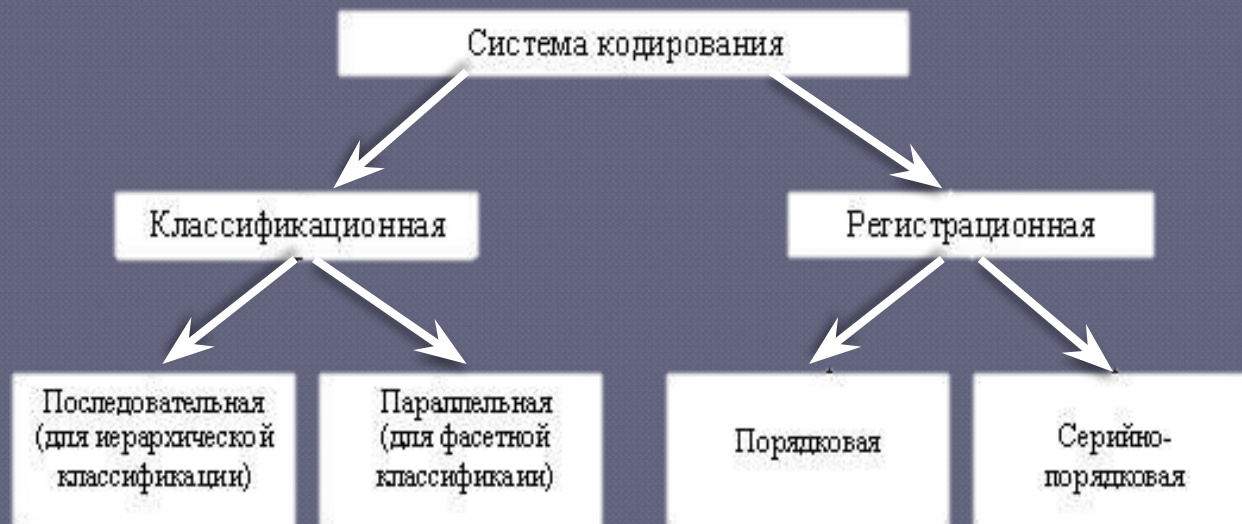 Система кодирования
Классификационная
Регистрационная
Последовательная
(для иерархической
классификации)
Параллельная
(для фасетной
классификаии)
Порядковая
Серийно-
порядковая